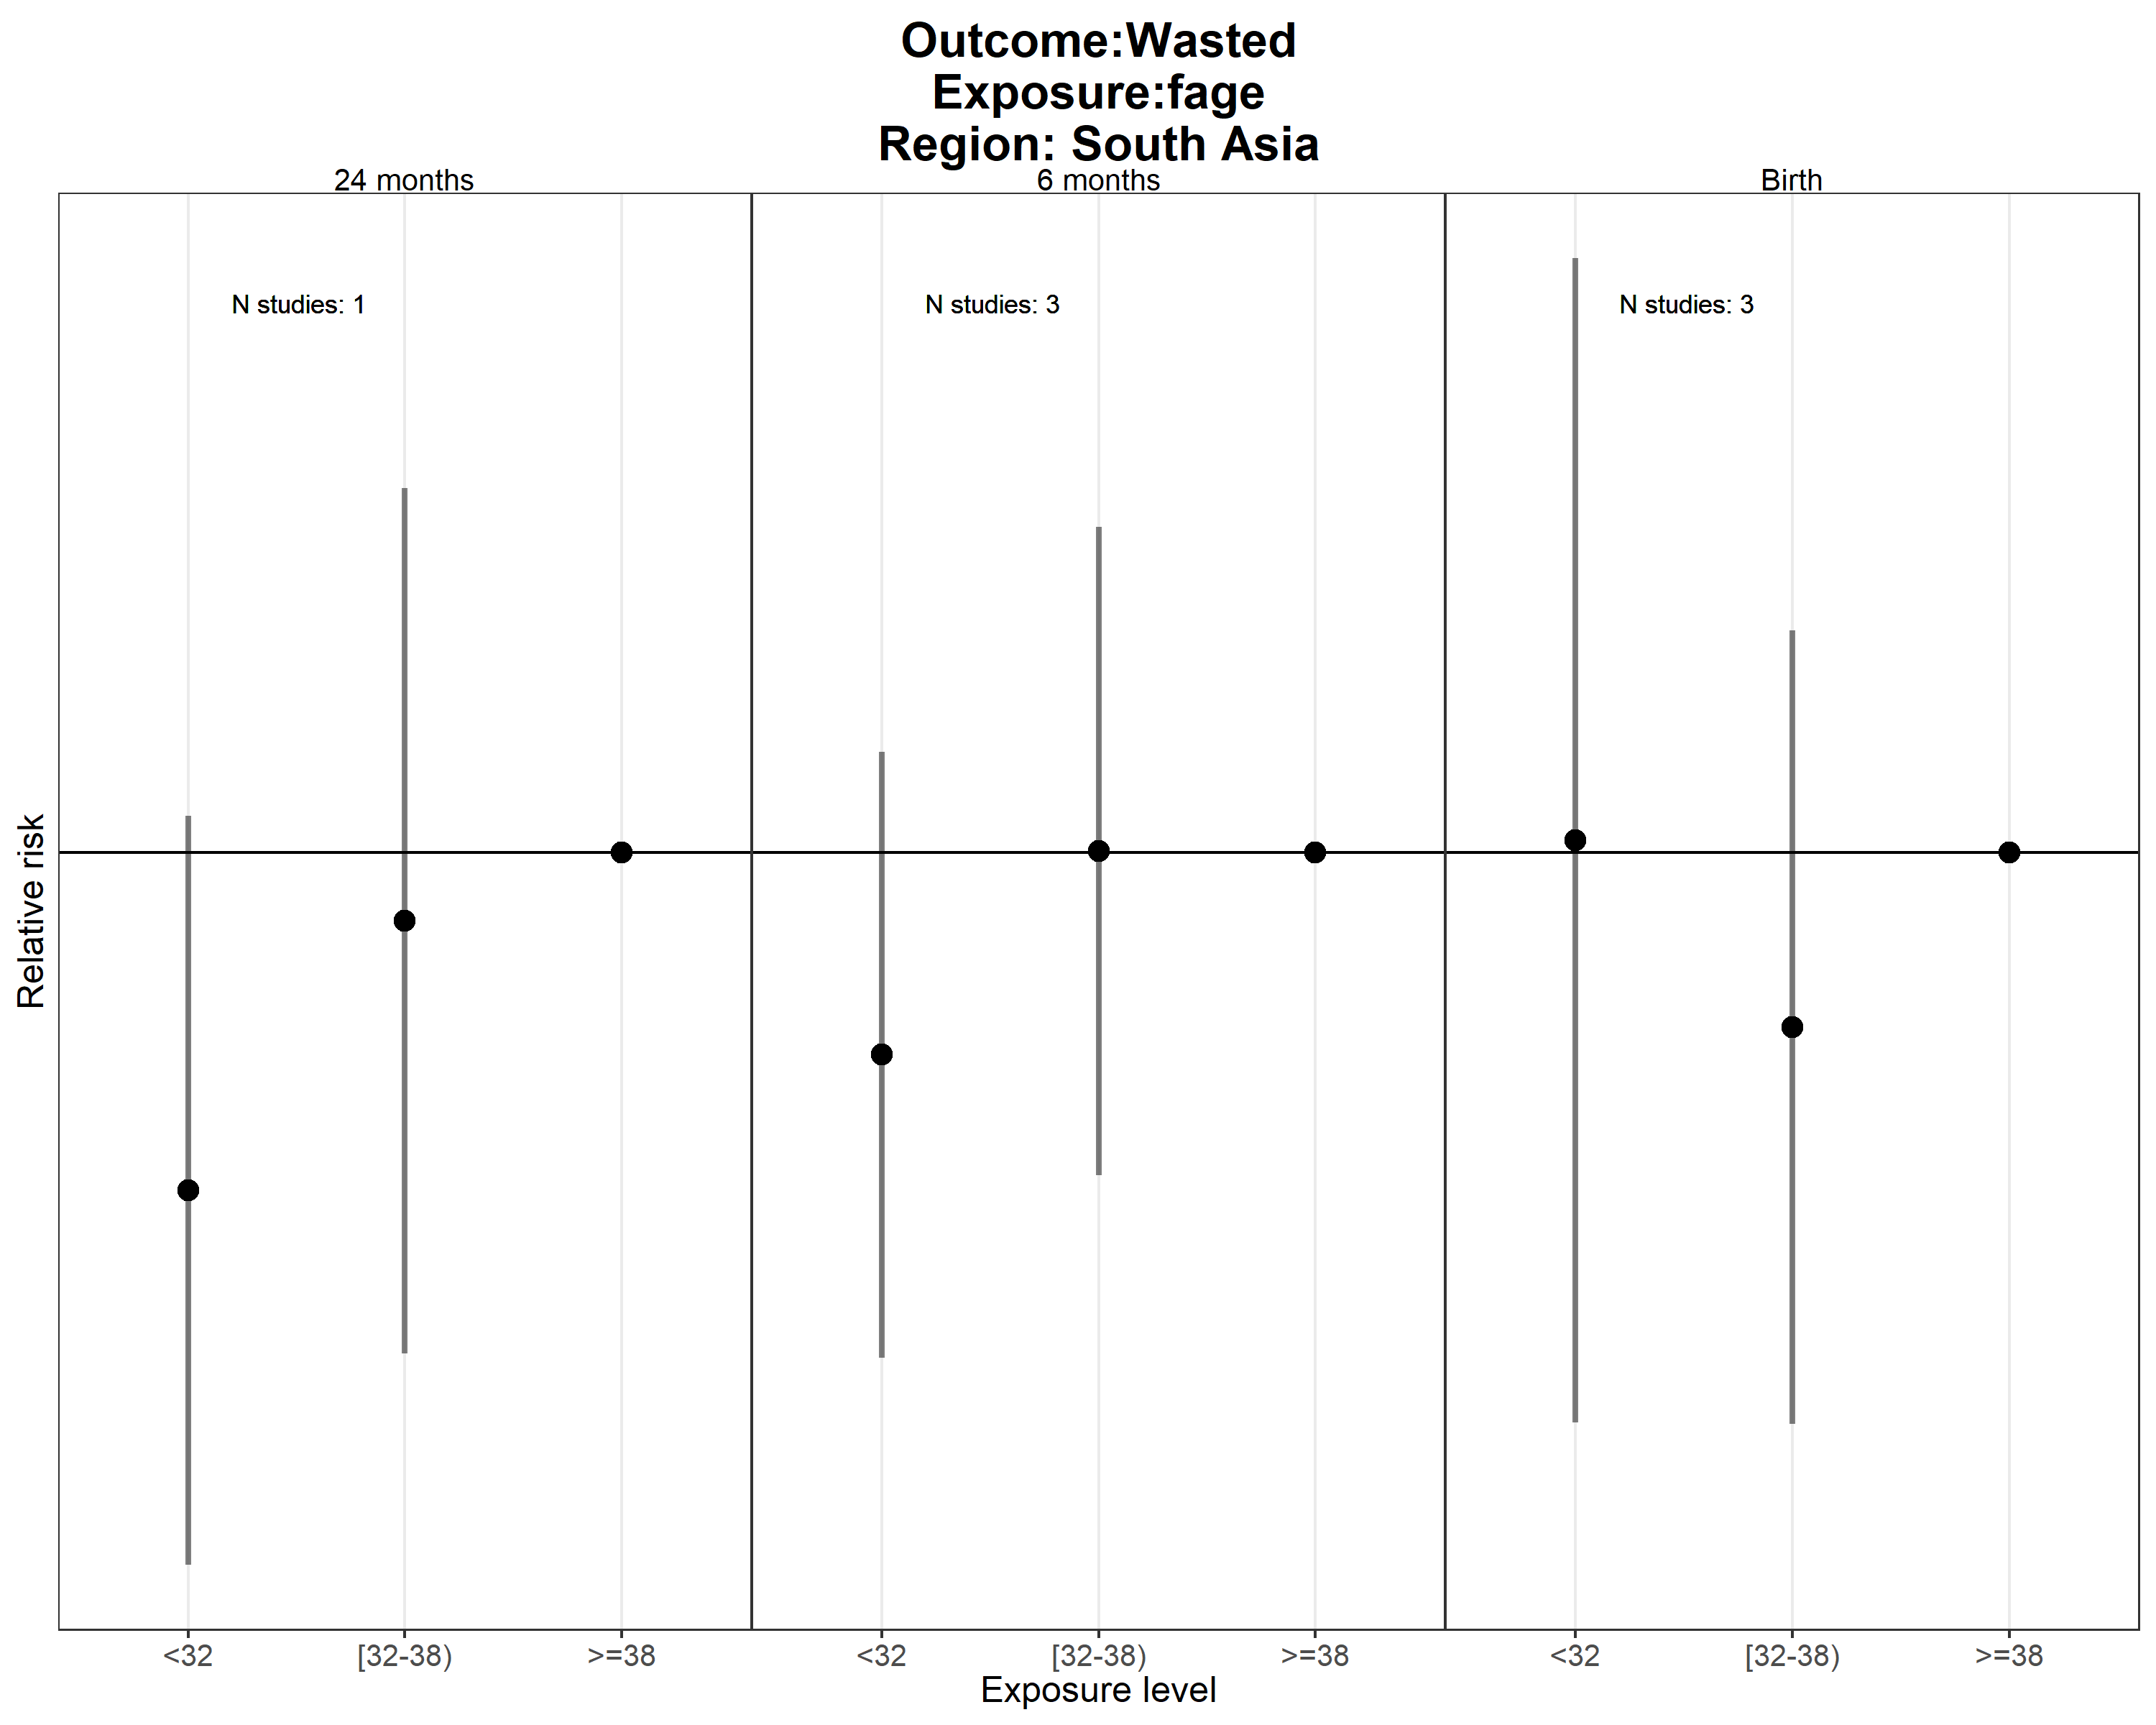 Outcome:Wasted
Exposure:fage
Region: South Asia
24 months
6 months
Birth
N studies: 1
N studies: 3
N studies: 3
Relative risk
<32
[32-38)
>=38
<32
[32-38)
>=38
<32
[32-38)
>=38
Exposure level